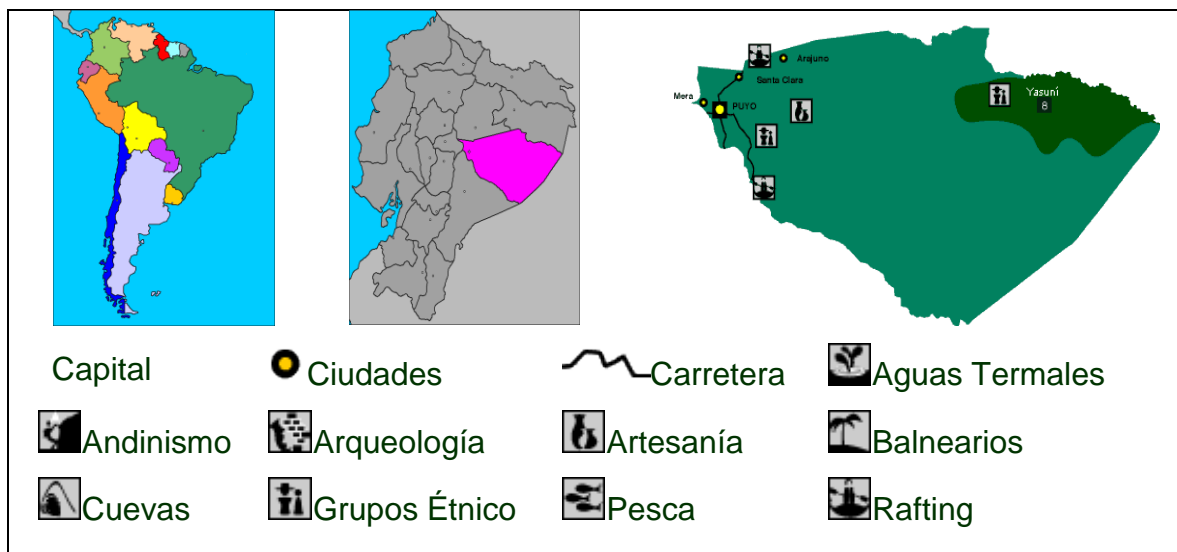 Arajuno
Santa Clara
Mera
PUYO
Yasuní
8
Capital
Ciudades
Carretera
Aguas Termales
Andinismo
Arqueología
Artesanía
Balnearios
Cuevas
Grupos Étnico
Pesca
Rafting